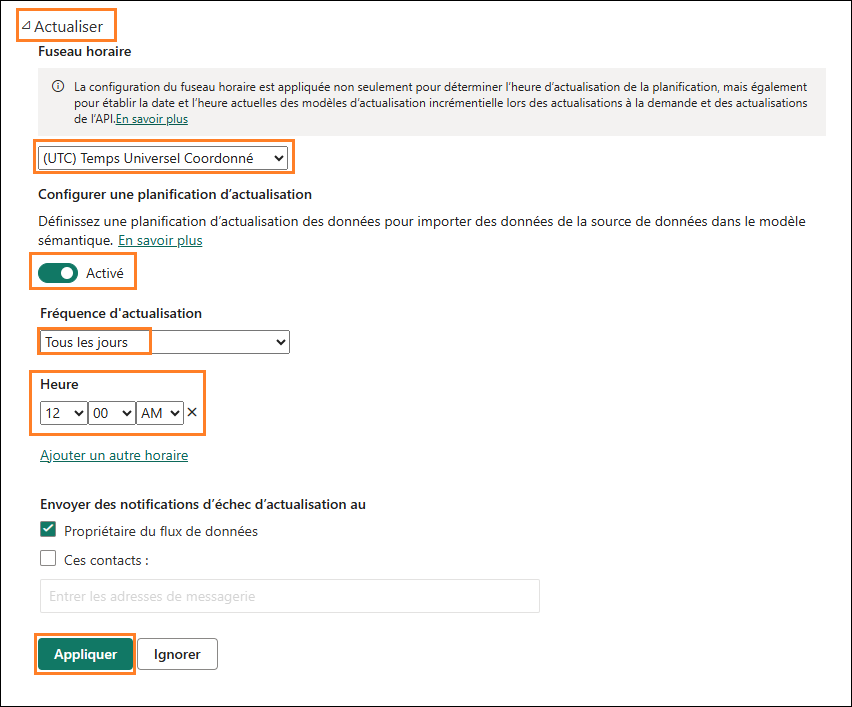 Actualiser
Fuseau horaire
La configuration du fuseau horaire est appliquée non seulement pour déterminer l’heure d’actualisation de la planification, mais également
pour établir la date et l’heure actuelles des modèles d’actualisation incrémentielle lors des actualisations à la demande et des actualisations
de l’API.En savoir plus
(UTC) Temps Universel Coordonné
Configurer une planification d’actualisation
Définissez une planification d’actualisation des données pour importer des données de la source de données dans le modèle
sémantique. En savoir plus
Activé
Fréquence d'actualisation
Tous les jours
Heure
12 00 AM
Ajouter un autre horaire
Envoyer des notifications d’échec d’actualisation au
Propriétaire du flux de données
Ces contacts :
Entrer les adresses de messagerie
Appliquer Ignorer